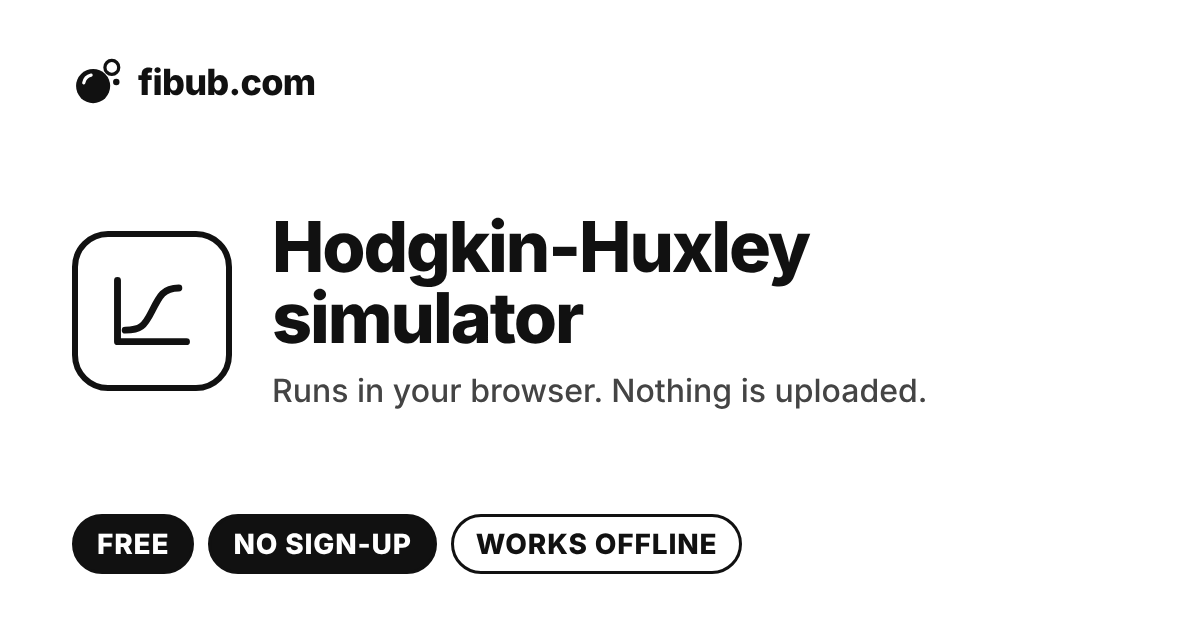 fibub.com
Hodgkin-Huxley
simulator
Runs in your browser. Nothing is uploaded.
FREE
NO SIGN-UP
WORKS OFFLINE